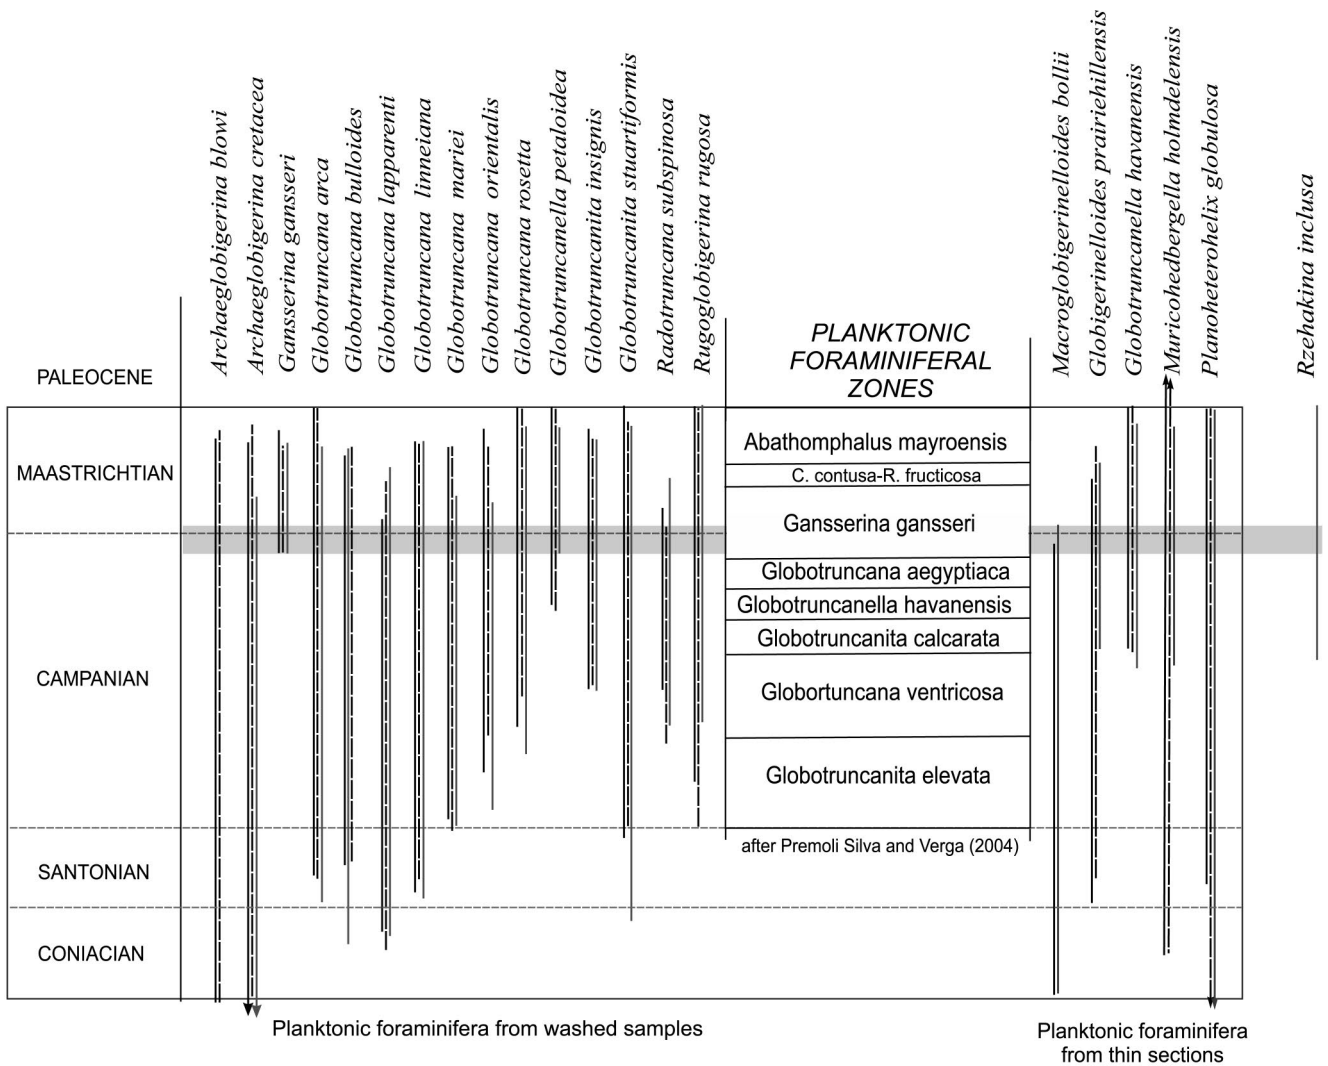 Archaeglobigerina blowi
Archaeglobigerina cretacea
Gansserina gansseri
Globotruncana arca
Globotruncana bulloides
Globotruncana lapparenti
Globotruncana linneiana
Globotruncana mariei
Globotruncana orientalis
Globotruncana rosetta
Globotruncanella petaloidea
Globotruncanita insignis
Globotruncanita stuartiformis
Radotruncana subspinosa
Rugoglobigerina rugosa
PLANKTONIC
FORAMINIFERAL
ZONES
Macroglobigerinelloides bollii
Globigerinelloides prairiehillensis
Globotruncanella havanensis
Muricohedbergella holmdelensis
Planoheterohelix globulosa
Rzehakina inclusa
PALEOCENE
MAASTRICHTIAN
CAMPANIAN
SANTONIAN
CONIACIAN
Abathomphalus mayroensis
C. contusa-R. fructicosa
Gansserina gansseri
Globotruncana aegyptiaca
Globotruncanella havanensis
Globotruncanita calcarata
Globortuncana ventricosa
Globotruncanita elevata
after Premoli Silva and Verga (2004)
Planktonic foraminifera from washed samples
Planktonic foraminifera
from thin sections